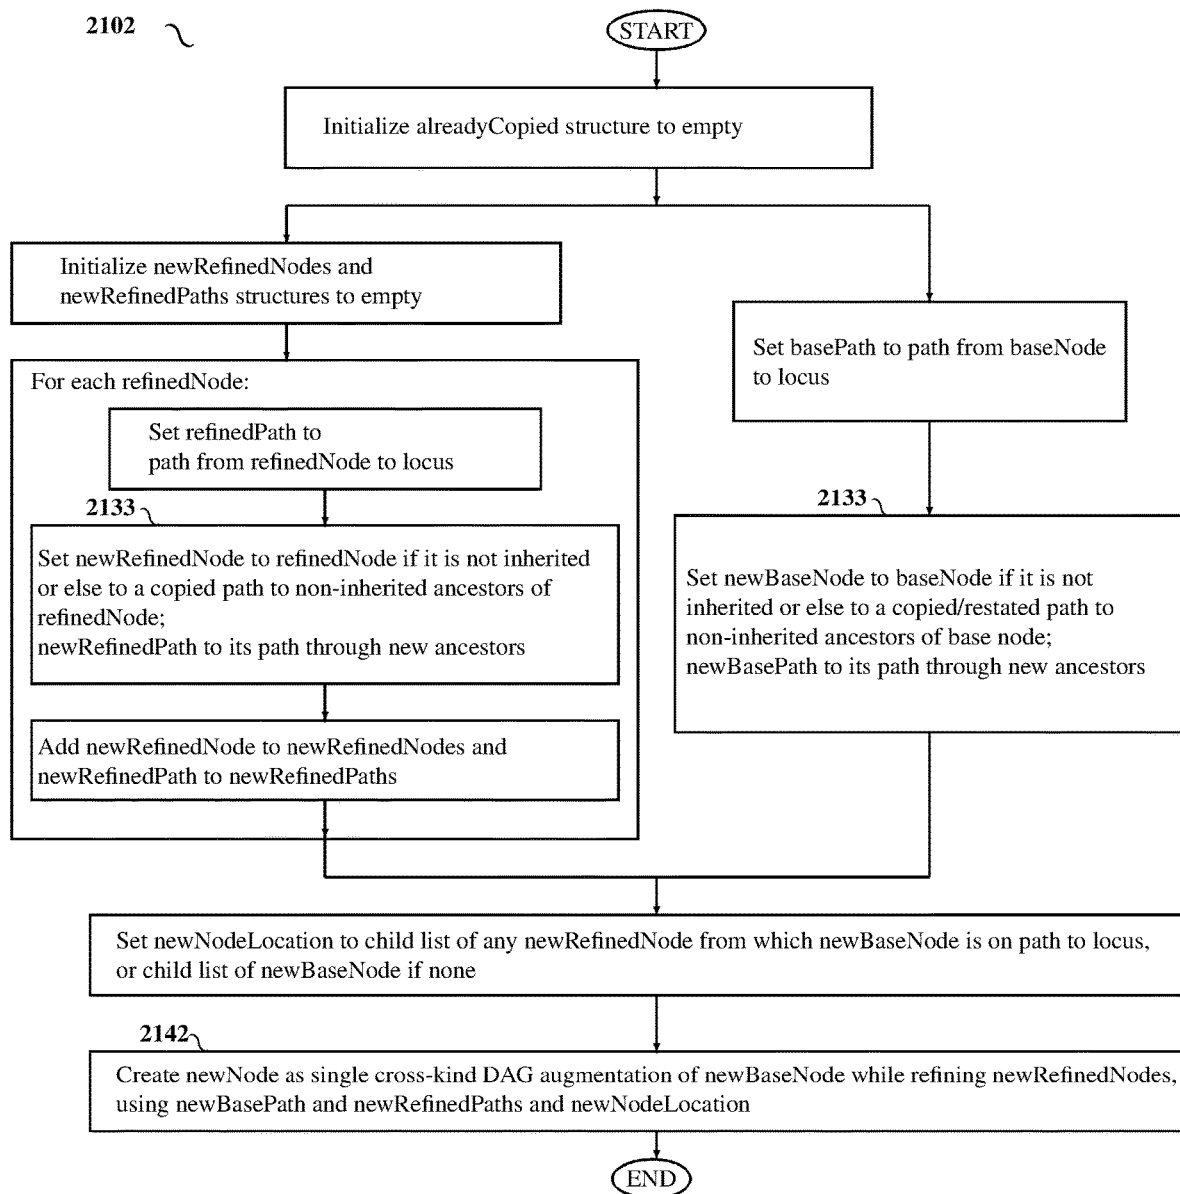 2102
START
Initialize alreadyCopied structure to empty
Initialize newRefinedNodes and
newRefinedPaths structures to empty
For each refinedNode:
Set refinedPath to
path from refinedNode to locus
2133
Set newRefinedNode to refinedNode if it is not inherited
or else to a copied path to non-inherited ancestors of
refinedNode;
newRefinedPath to its path through new ancestors
Add newRefinedNode to newRefinedNodes and
newRefinedPath to newRefinedPaths
Set basePath to path from baseNode
to locus
2133
Set newBaseNode to baseNode if it is not
inherited or else to a copied/restated path to
non-inherited ancestors of base node;
newBasePath to its path through new ancestors
Set newNodeLocation to child list of any newRefinedNode from which newBaseNode is on path to locus,
or child list of newBaseNode if none
2142
Create newNode as single cross-kind DAG augmentation of newBaseNode while refining newRefinedNodes,
using newBasePath and newRefinedPaths and newNodeLocation
END